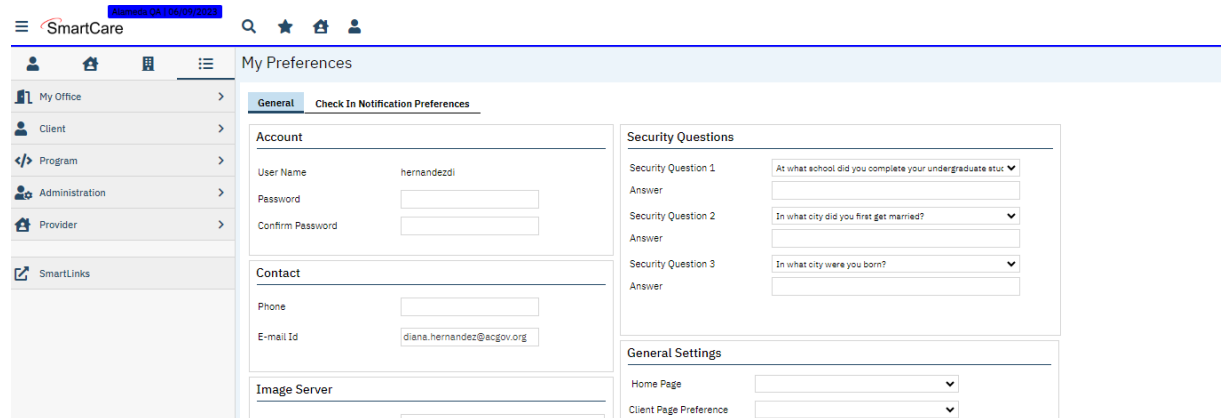 Alameda QA | 06/09/2023
SmartCare
My Preferences
My Office
Client
Program
Administration
Provider
SmartLinks
General
Check In Notification Preferences
Account
User Name
hernandezdi
Password
Confirm Password
Contact
Phone
E-mail Id
diana.hernandez@acgov.org
Image Server
Security Questions
Security Question 1
At what school did you complete your undergraduate stuc
Answer
Security Question 2
In what city did you first get married?
Answer
Security Question 3
In what city were you born?
Answer
General Settings
Home Page
Client Page Preference